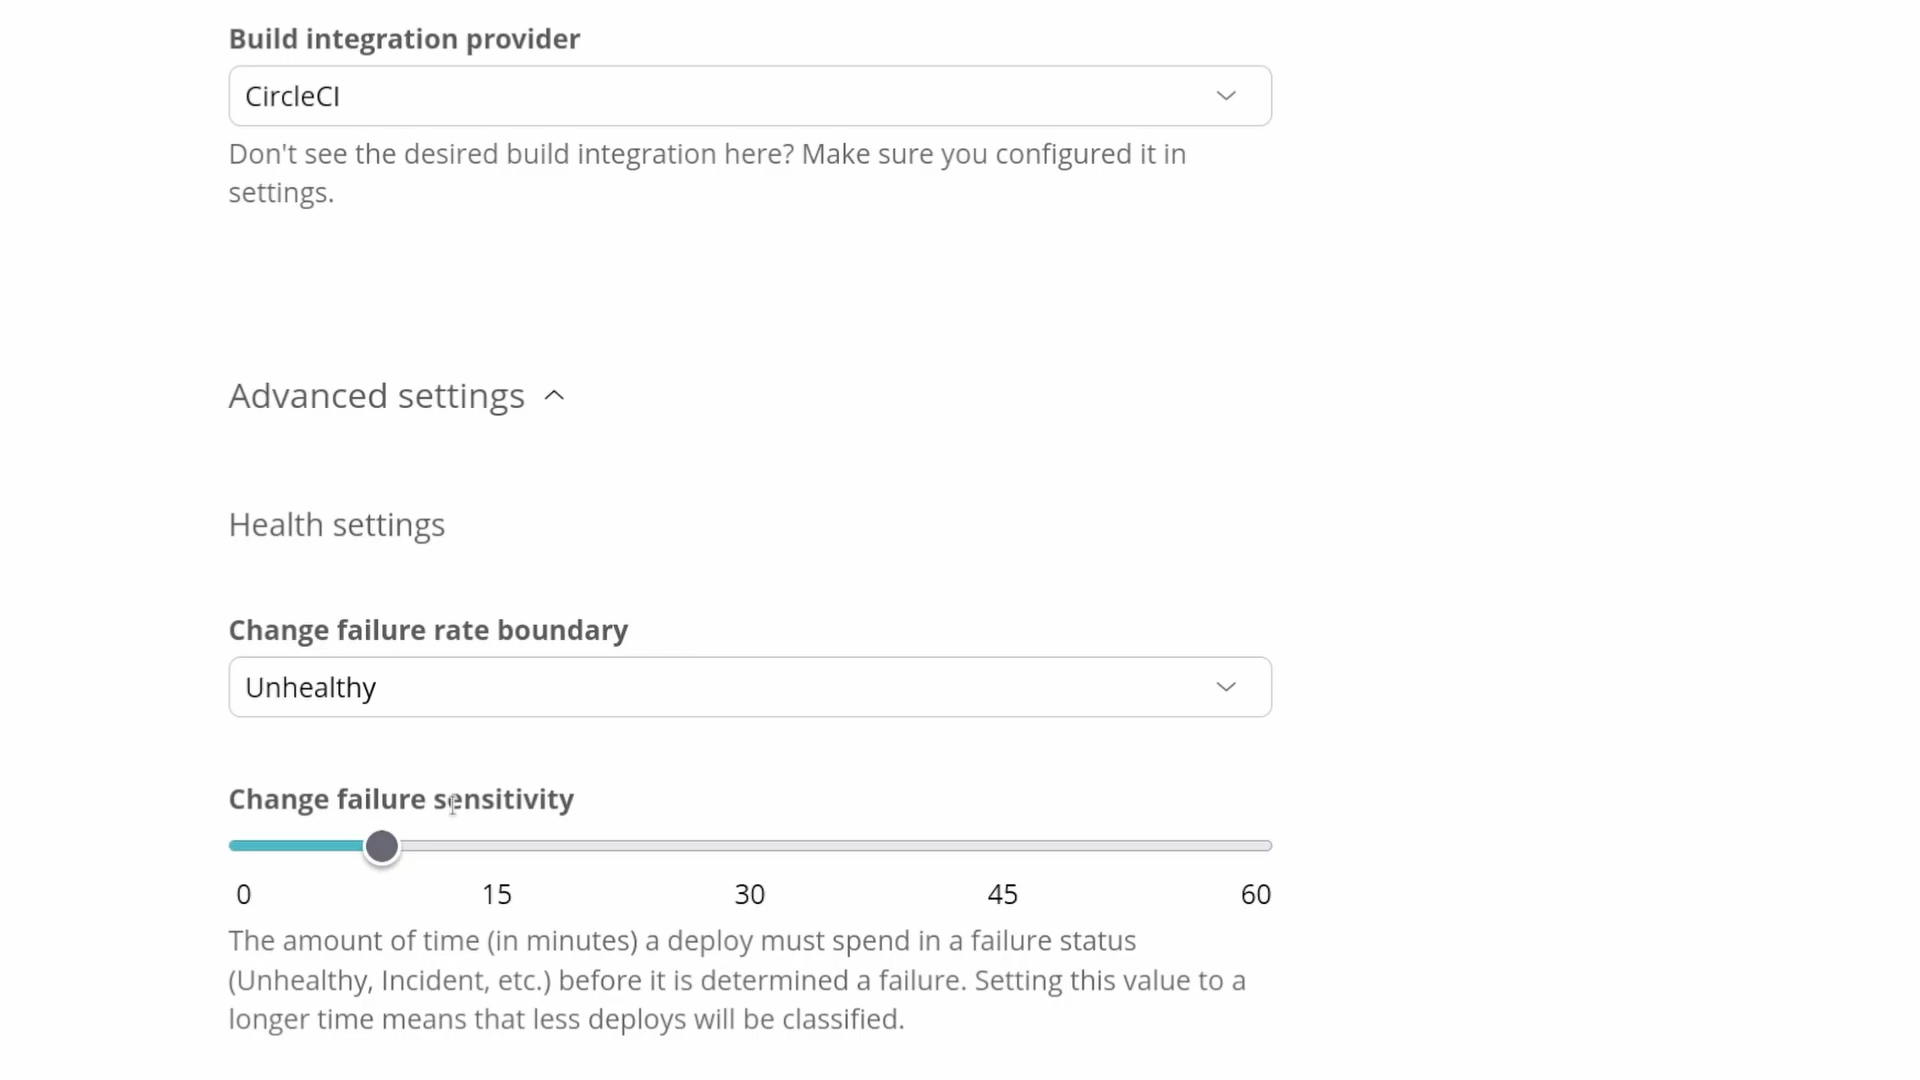 Build integration provider
CircleCI
Don't see the desired build integration here? Make sure you configured it in
settings.
Advanced settings
Health settings
Change failure rate boundary
Unhealthy
Change failure sensitivity
0 15 30 45 60
The amount of time (in minutes) a deploy must spend in a failure status
(Unhealthy, Incident, etc.) before it is determined a failure. Setting this value to a
longer time means that less deploys will be classified.